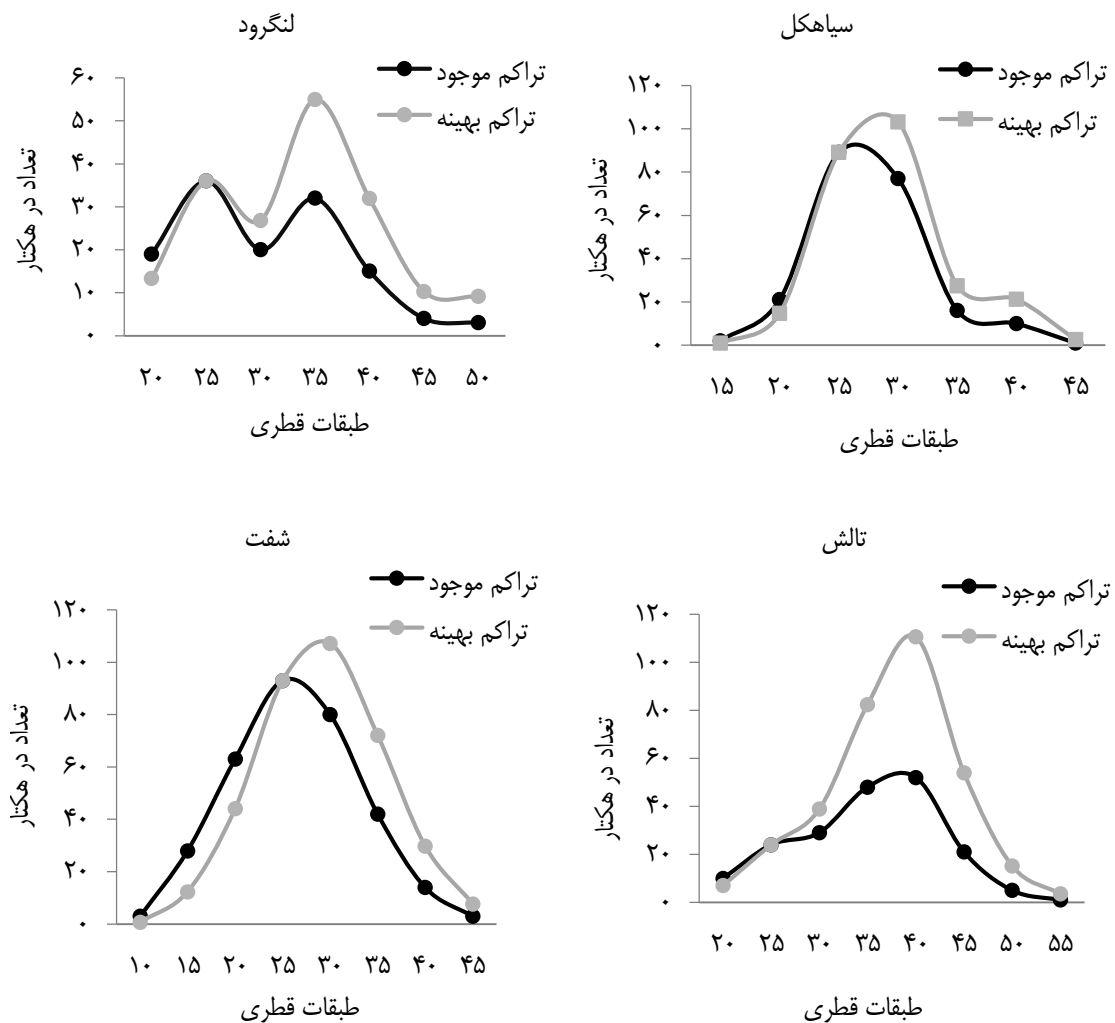 لنگرود
تراکم موجود
تراکم بهینه
تعداد در هکتار
۶۰
۵۰
۴۰
۳۰
۲۰
۱۰
۰
۲۰ ۲۵ ۳۰ ۳۵ ۴۰ ۴۵ ۵۰
طبقات قطری
سیاهکل
تراکم موجود
تراکم بهینه
تعداد در هکتار
۱۲۰
۱۰۰
۸۰
۶۰
۴۰
۲۰
۰
۱۵ ۲۰ ۲۵ ۳۰ ۳۵ ۴۰ ۴۵
طبقات قطری
شفت
تراکم موجود
تراکم بهینه
تعداد در هکتار
۱۲۰
۱۰۰
۸۰
۶۰
۴۰
۲۰
۰
۱۰ ۱۵ ۲۰ ۲۵ ۳۰ ۳۵ ۴۰ ۴۵
طبقات قطری
تالش
تراکم موجود
تراکم بهینه
تعداد در هکتار
۱۲۰
۱۰۰
۸۰
۶۰
۴۰
۲۰
۰
۲۰ ۲۵ ۳۰ ۳۵ ۴۰ ۴۵ ۵۰ ۵۵
طبقات قطری